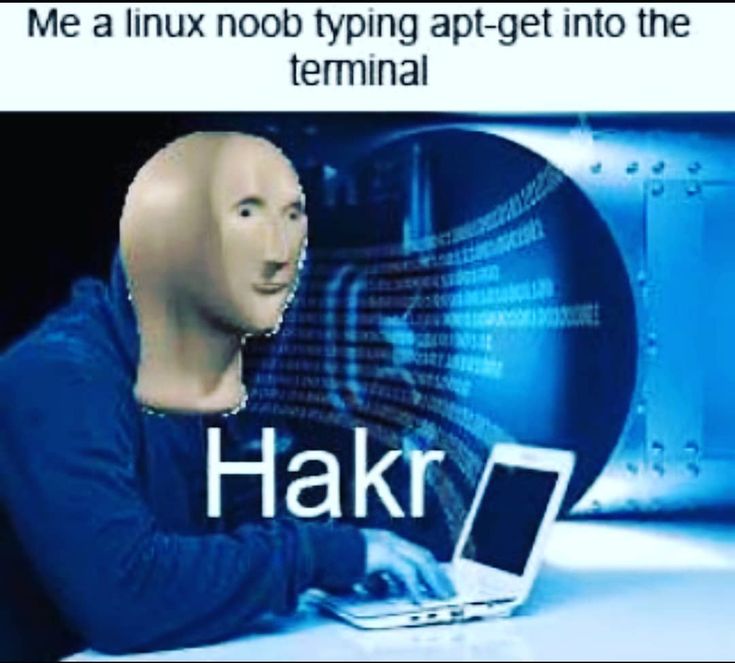 Me a linux noob typing apt-get into the
terminal
Hakr